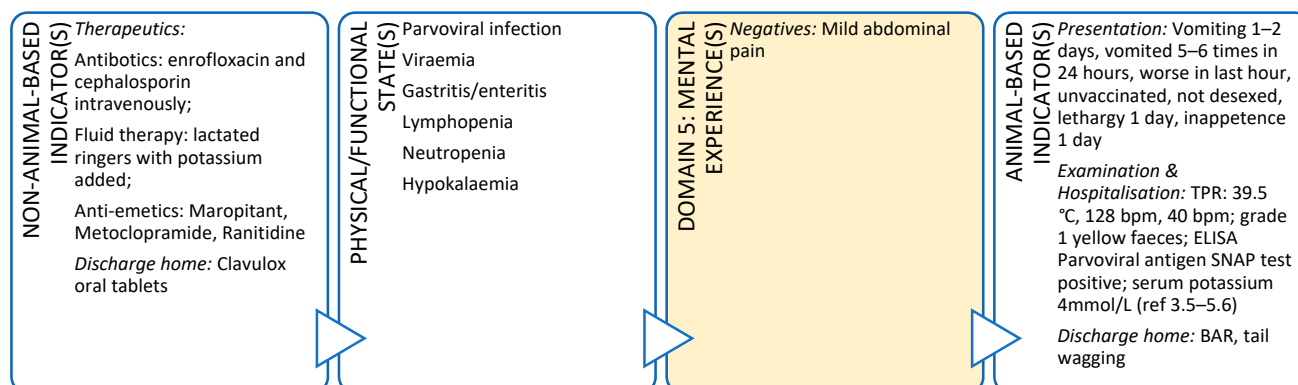 NON-ANIMAL-BASED
INDICATOR(S)
Therapeutics:
Antibotics: enrofloxacin and
cephalosporin
intravenously;
Fluid therapy: lactated
ringers with potassium
added;
Anti-emetics: Maropitant,
Metoclopramide, Ranitidine
Discharge home: Clavulox
oral tablets
PHYSICAL/FUNCTIONAL
STATE(S)
Parvoviral infection
Viraemia
Gastritis/enteritis
Lymphopenia
Neutropenia
Hypokalaemia
DOMAIN 5: MENTAL
EXPERIENCE(S)
Negatives: Mild abdominal
pain
ANIMAL-BASED
INDICATOR(S)
Presentation: Vomiting 1–2
days, vomited 5–6 times in
24 hours, worse in last hour,
unvaccinated, not desexed,
lethargy 1 day, inappetence
1 day
Examination &
Hospitalisation: TPR: 39.5
℃, 128 bpm, 40 bpm; grade
1 yellow faeces; ELISA
Parvoviral antigen SNAP test
positive; serum potassium
4mmol/L (ref 3.5–5.6)
Discharge home: BAR, tail
wagging